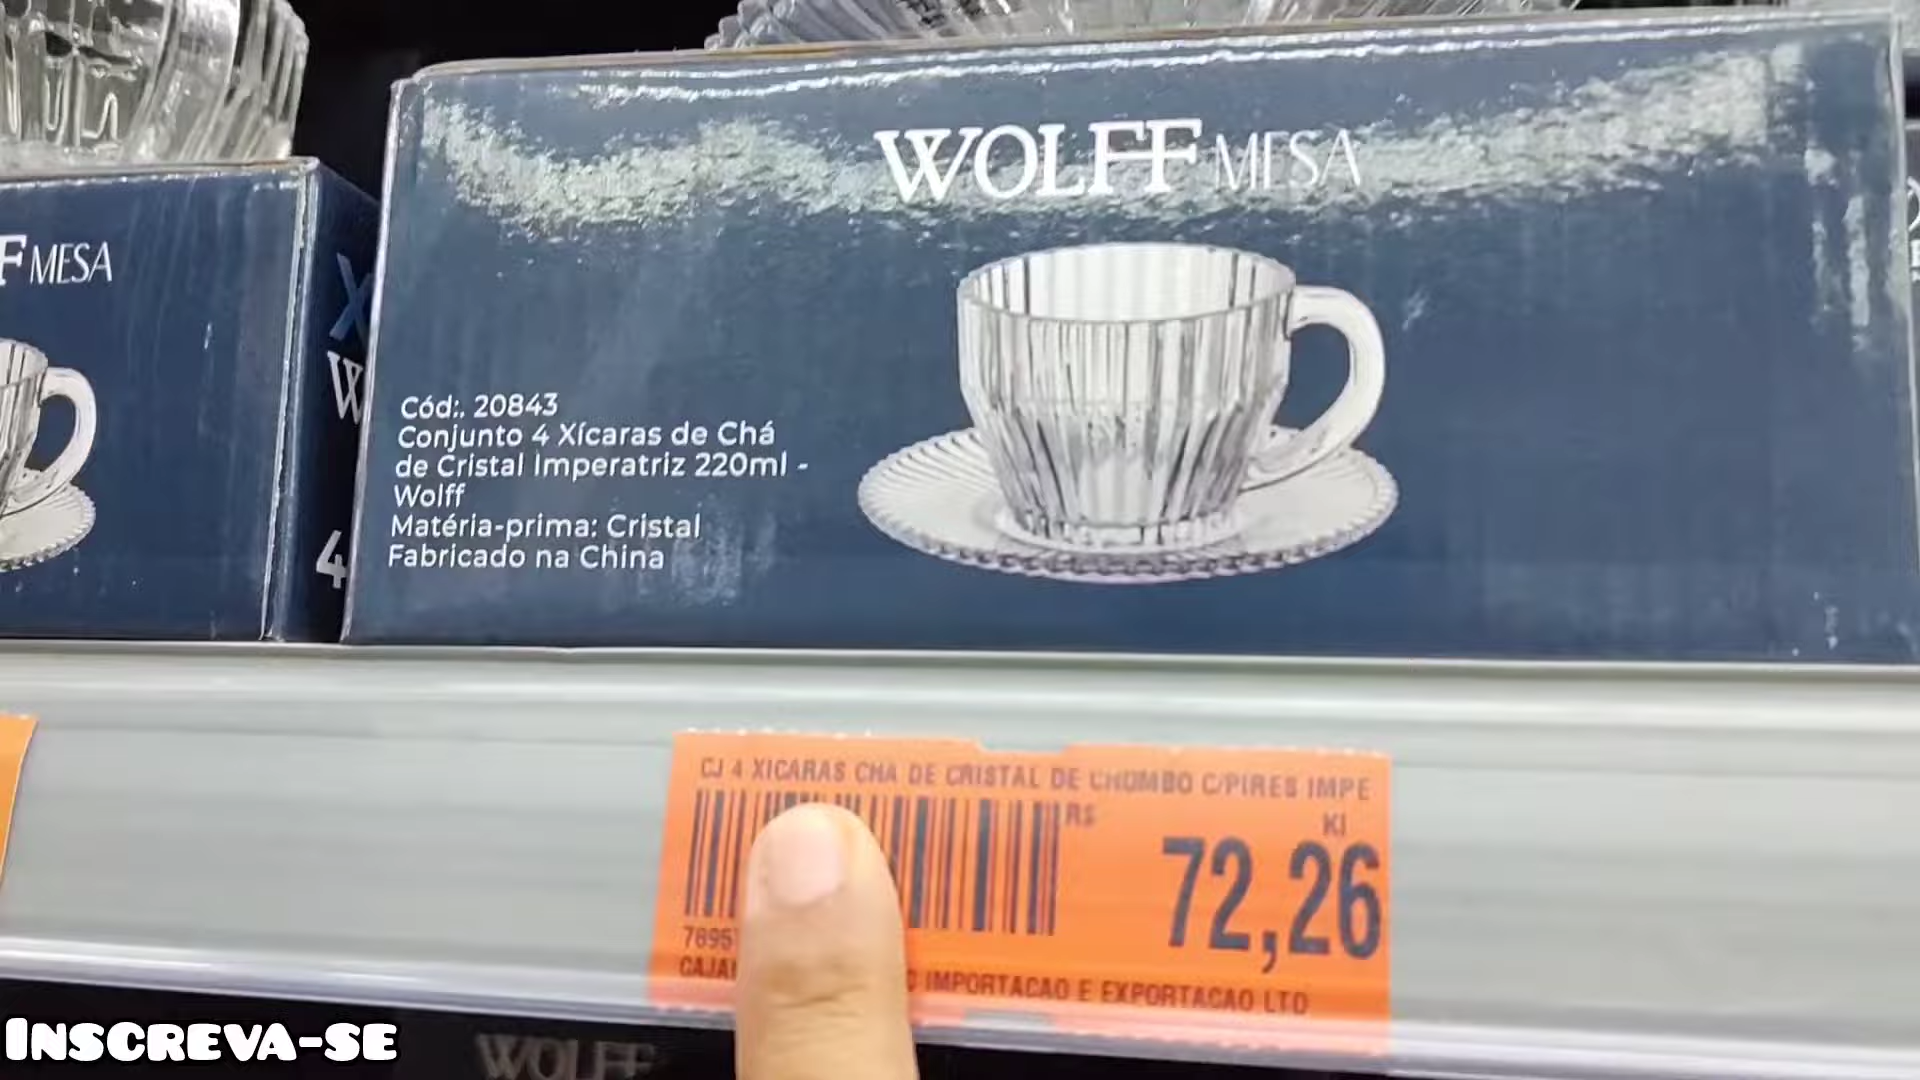 WOLFF MESA
F MESA
W
4
Cód:. 20843
Conjunto 4 Xícaras de Chá
de Cristal Imperatriz 220ml -
Wolff
Matéria-prima: Cristal
Fabricado na China
CJ 4 XICARAS CHA DE CRISTAL DE CHUMBO C/PIRES IMPE
R$
KI
72,26
7895
IMPORTACAO E EXPORTACAO LTD
INSCREVA-SE
WOLFF